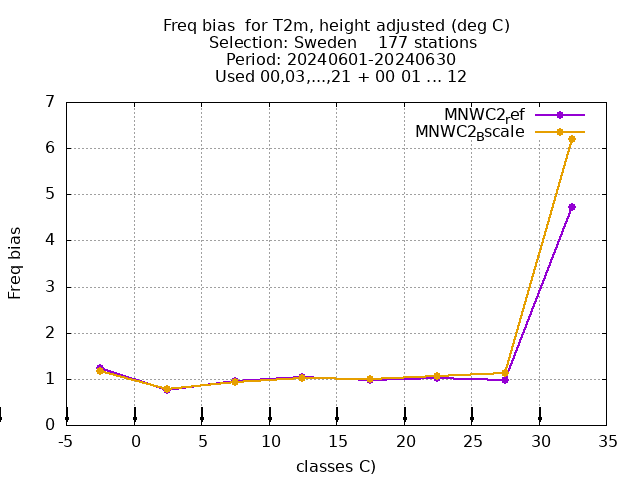 Freq bias  for T2m, height adjusted (deg C)
Selection: Sweden    177 stations
Period: 20240601-20240630
Used 00,03,...,21 + 00 01 ... 12
MNWC2ref
MNWC2Bscale
7
6
5
4
3
2
1
0
Freq bias
-5 0 5 10 15 20 25 30 35
classes C)